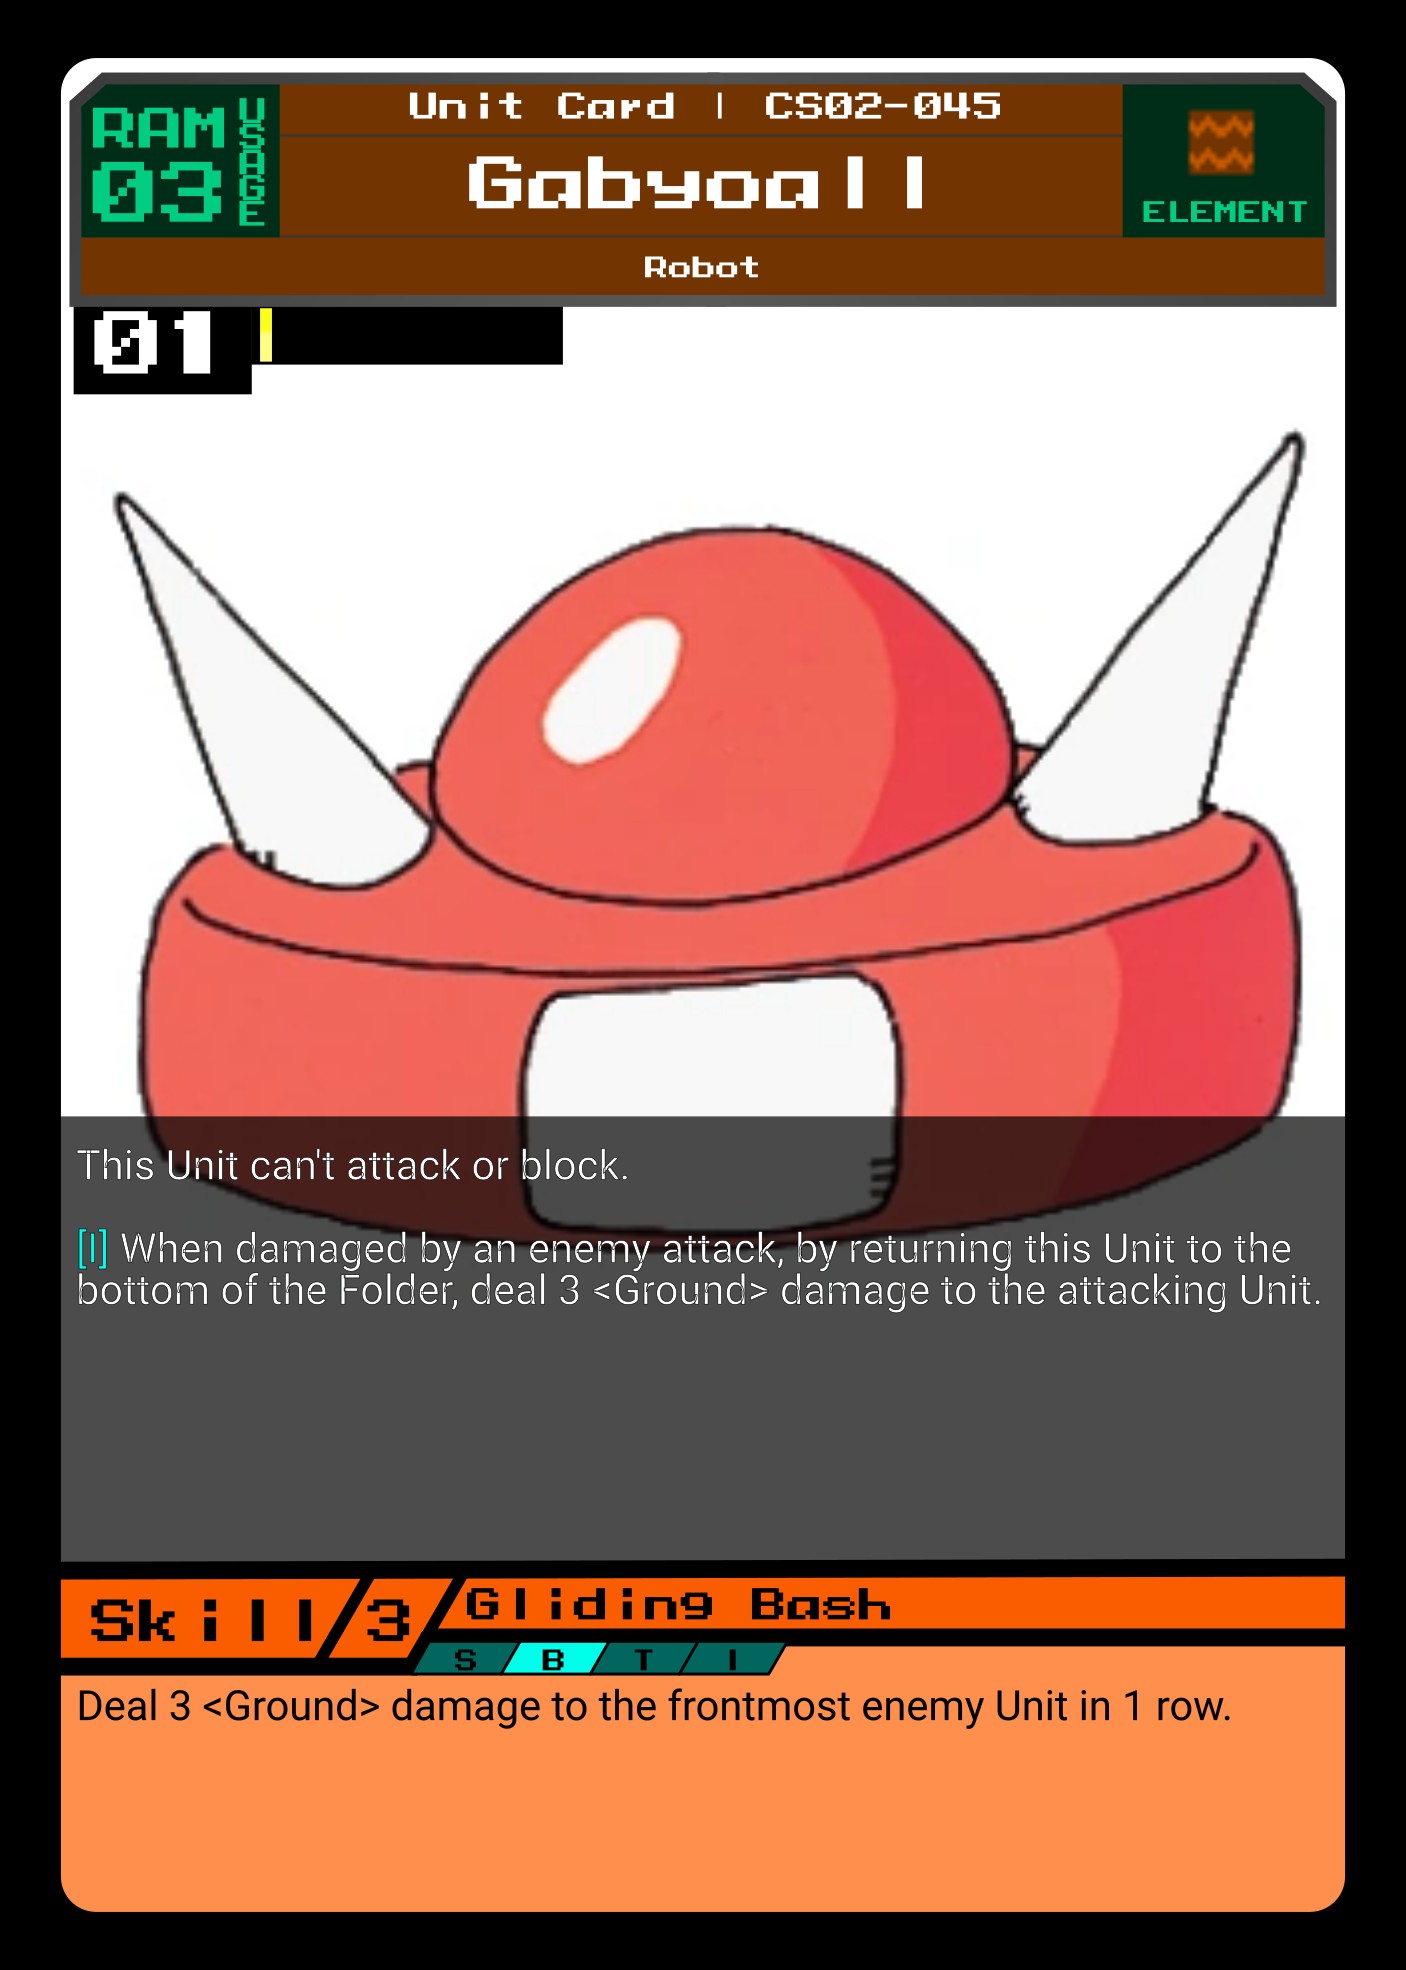 RAM
03
USAGE
Unit Card | CS02-045
Gabyoall
ELEMENT
Robot
01
This Unit can't attack or block.
[I] When damaged by an enemy attack, by returning this Unit to the
bottom of the Folder, deal 3 <Ground> damage to the attacking Unit.
Skill/3/Gliding Bash
S B T I
Deal 3 <Ground> damage to the frontmost enemy Unit in 1 row.